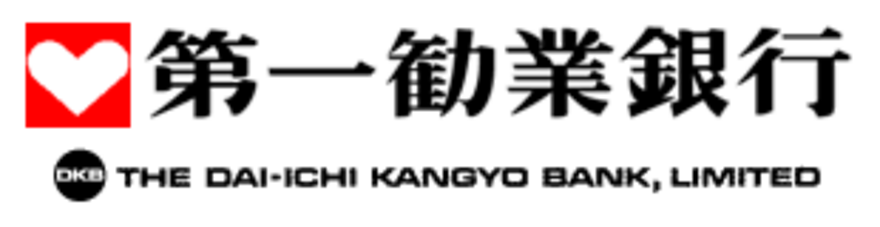 第一勧業銀行
DKB THE DAI-ICHI KANGYO BANK, LIMITED